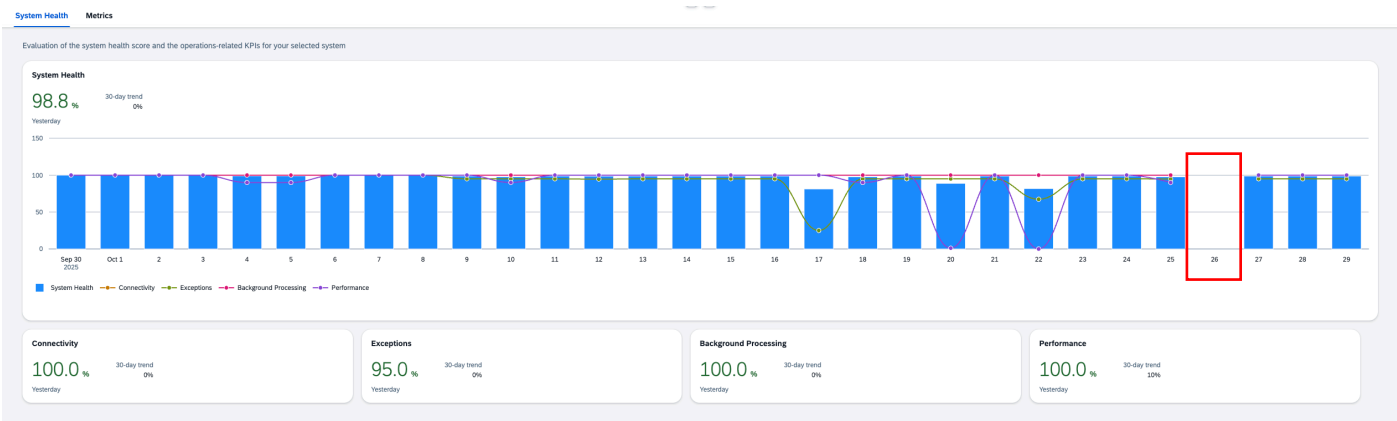 System Health Metrics
Evaluation of the system health score and the operations-related KPIs for your selected system
System Health
98.8 % 30-day trend
0%
Yesterday
150
100
50
0
Sep 30 Oct 1 2 3 4 5 6 7 8 9 10 11 12 13 14 15 16 17 18 19 20 21 22 23 24 25 26 27 28 29
2025
System Health Connectivity Exceptions Background Processing Performance
Connectivity
100.0 % 30-day trend
0%
Yesterday
Exceptions
95.0 % 30-day trend
0%
Yesterday
Background Processing
100.0 % 30-day trend
0%
Yesterday
Performance
100.0 % 30-day trend
10%
Yesterday